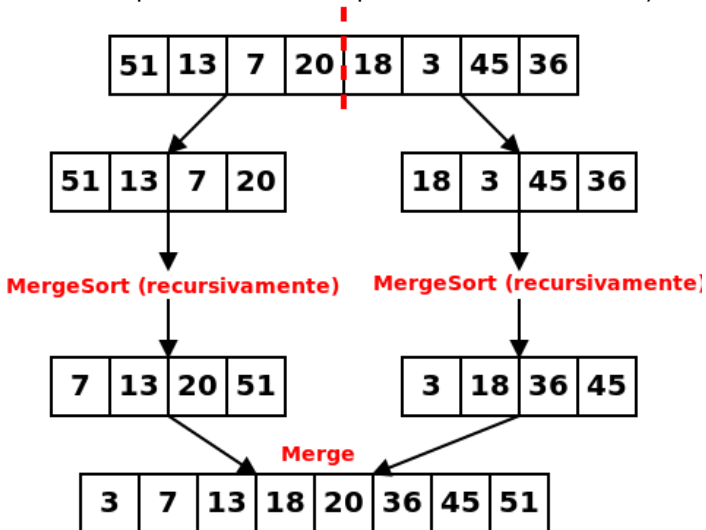 51 13 7 20 18 3 45 36
51 13 7 20
18 3 45 36
MergeSort (recursivamente)
MergeSort (recursivamente)
7 13 20 51
3 18 36 45
Merge
3 7 13 18 20 36 45 51